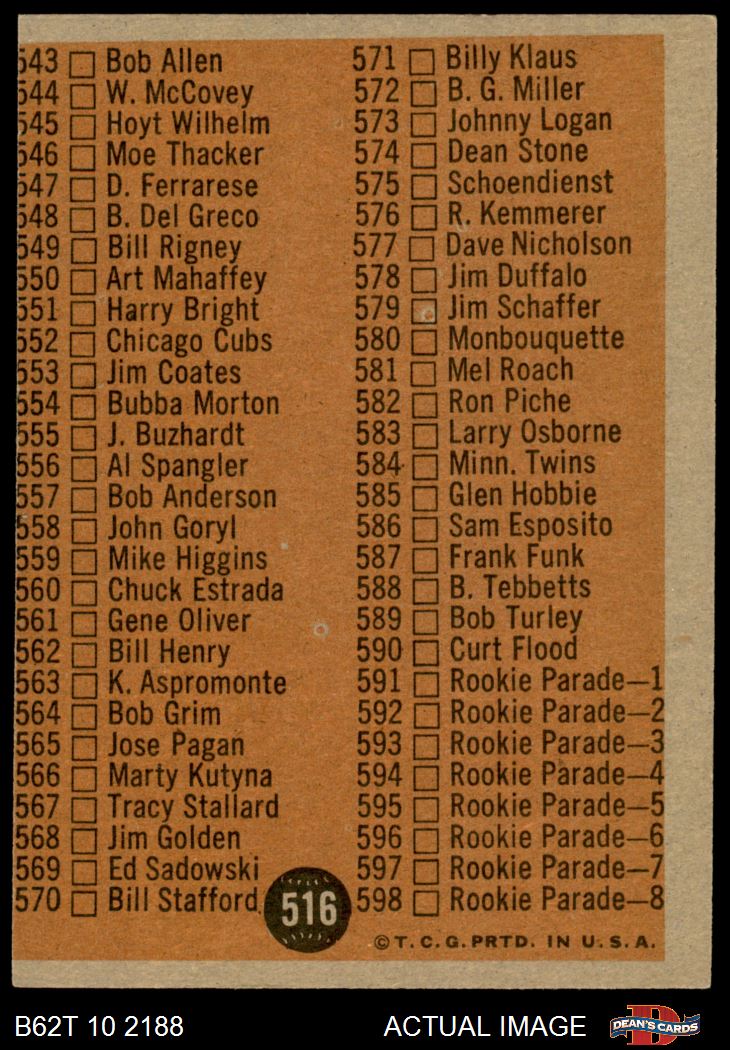 543 Bob Allen
544 W. McCovey
545 Hoyt Wilhelm
546 Moe Thacker
547 D. Ferrarese
548 B. Del Greco
549 Bill Rigney
550 Art Mahaffey
551 Harry Bright
552 Chicago Cubs
553 Jim Coates
554 Bubba Morton
555 J. Buzhardt
556 Al Spangler
557 Bob Anderson
558 John Goryl
559 Mike Higgins
560 Chuck Estrada
561 Gene Oliver
562 Bill Henry
563 K. Aspromonte
564 Bob Grim
565 Jose Pagan
566 Marty Kutyna
567 Tracy Stallard
568 Jim Golden
569 Ed Sadowski
570 Bill Stafford
571 Billy Klaus
572 B. G. Miller
573 Johnny Logan
574 Dean Stone
575 Schoendienst
576 R. Kemmerer
577 Dave Nicholson
578 Jim Duffalo
579 Jim Schaffer
580 Monbouquette
581 Mel Roach
582 Ron Piche
583 Larry Osborne
584 Minn. Twins
585 Glen Hobbie
586 Sam Esposito
587 Frank Funk
588 B. Tebbetts
589 Bob Turley
590 Curt Flood
591 Rookie Parade—1
592 Rookie Parade—2
593 Rookie Parade—3
594 Rookie Parade—4
595 Rookie Parade—5
596 Rookie Parade—6
597 Rookie Parade—7
598 Rookie Parade—8
516
©T. C. G. PRTD. IN U. S. A.
B62T 10 2188
ACTUAL IMAGE
D
DEAN'S CARDS